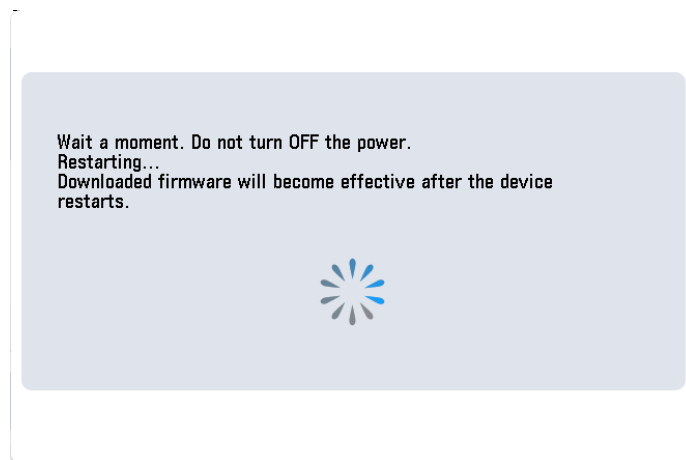 Wait a moment. Do not turn OFF the power.
Restarting...
Downloaded firmware will become effective after the device
restarts.